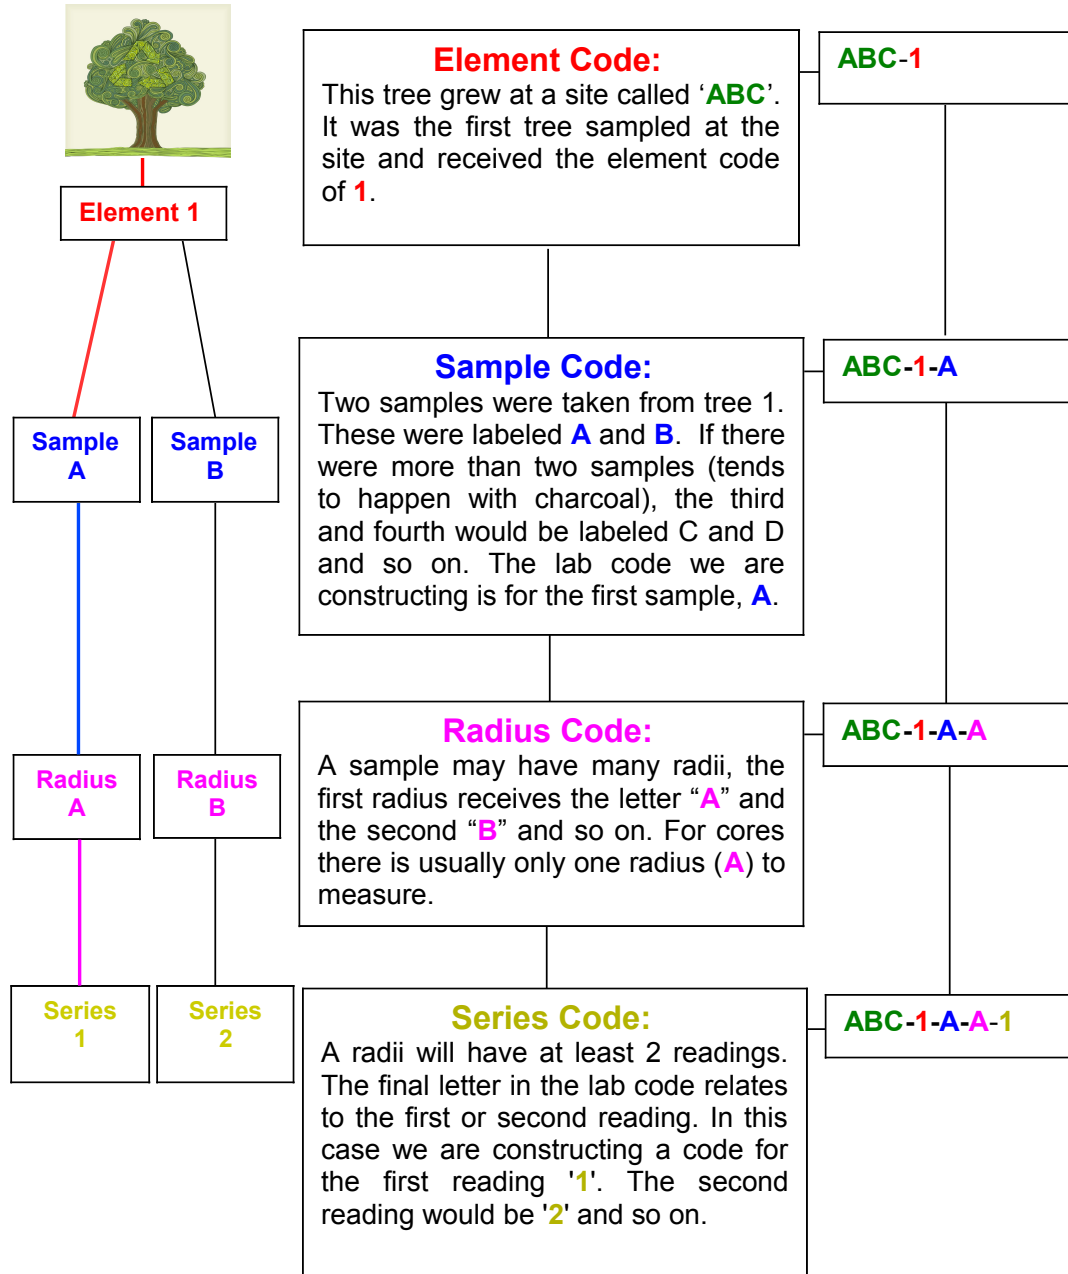 Element 1
Sample
A
Sample
B
Radius
A
Radius
B
Series
1
Series
2
Element Code:
This tree grew at a site called ‘ABC’.
It was the first tree sampled at the
site and received the element code
of 1.
ABC-1
Sample Code:
Two samples were taken from tree 1.
These were labeled A and B. If there
were more than two samples (tends
to happen with charcoal), the third
and fourth would be labeled C and D
and so on. The lab code we are
constructing is for the first sample, A.
ABC-1-A
Radius Code:
A sample may have many radii, the
first radius receives the letter “A” and
the second “B” and so on. For cores
there is usually only one radius (A) to
measure.
ABC-1-A-A
Series Code:
A radii will have at least 2 readings.
The final letter in the lab code relates
to the first or second reading. In this
case we are constructing a code for
the first reading '1'. The second
reading would be '2' and so on.
ABC-1-A-A-1